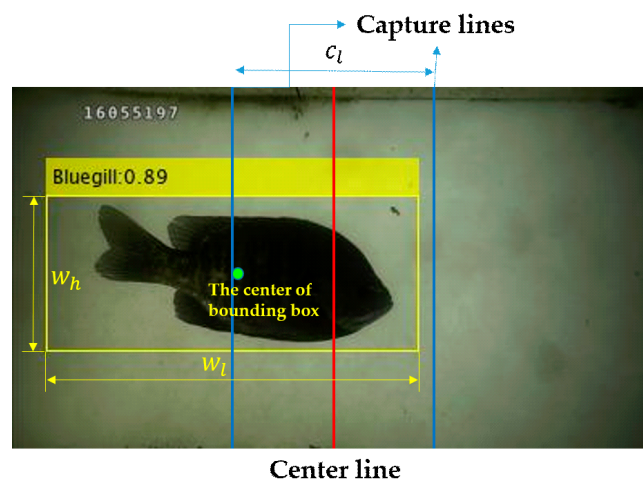 Capture lines
c_l
16055197
Bluegill:0.89
w_h
The center of
bounding box
w_l
Center line